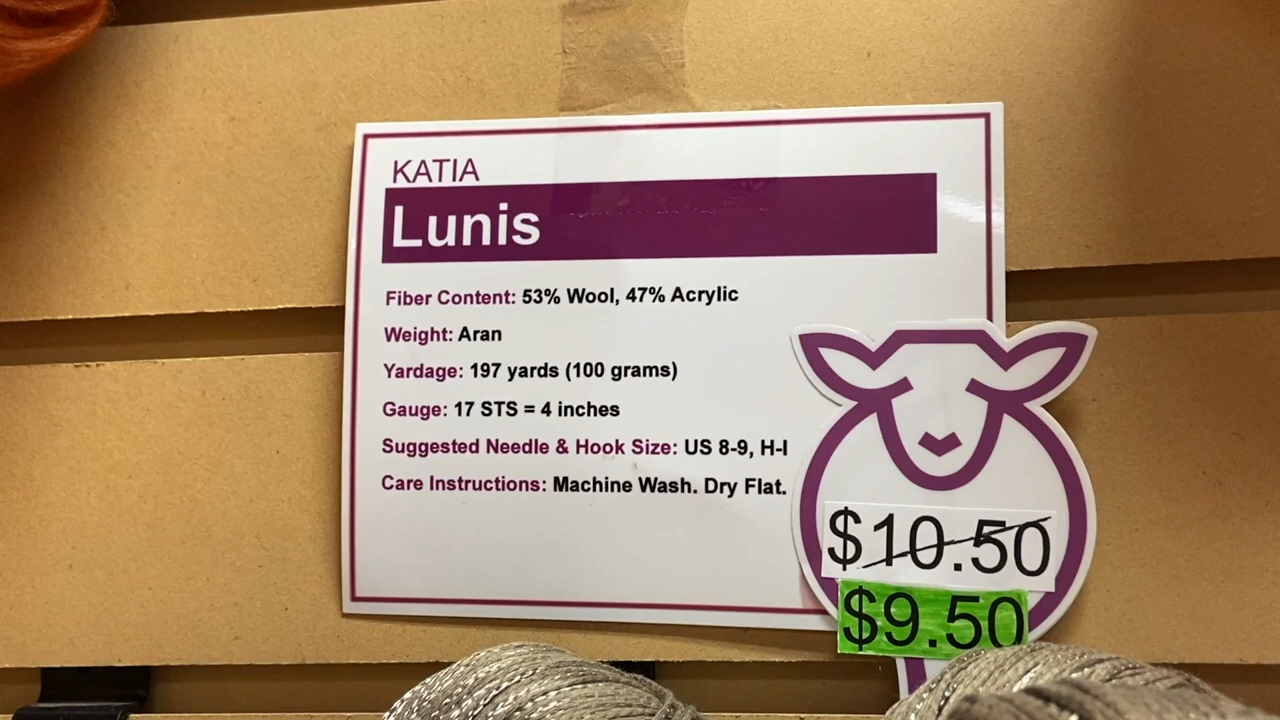 KATIA
Lunis
Fiber Content: 53% Wool, 47% Acrylic
Weight: Aran
Yardage: 197 yards (100 grams)
Gauge: 17 STS = 4 inches
Suggested Needle & Hook Size: US 8-9, H-I
Care Instructions: Machine Wash. Dry Flat.
$10.50
$9.50